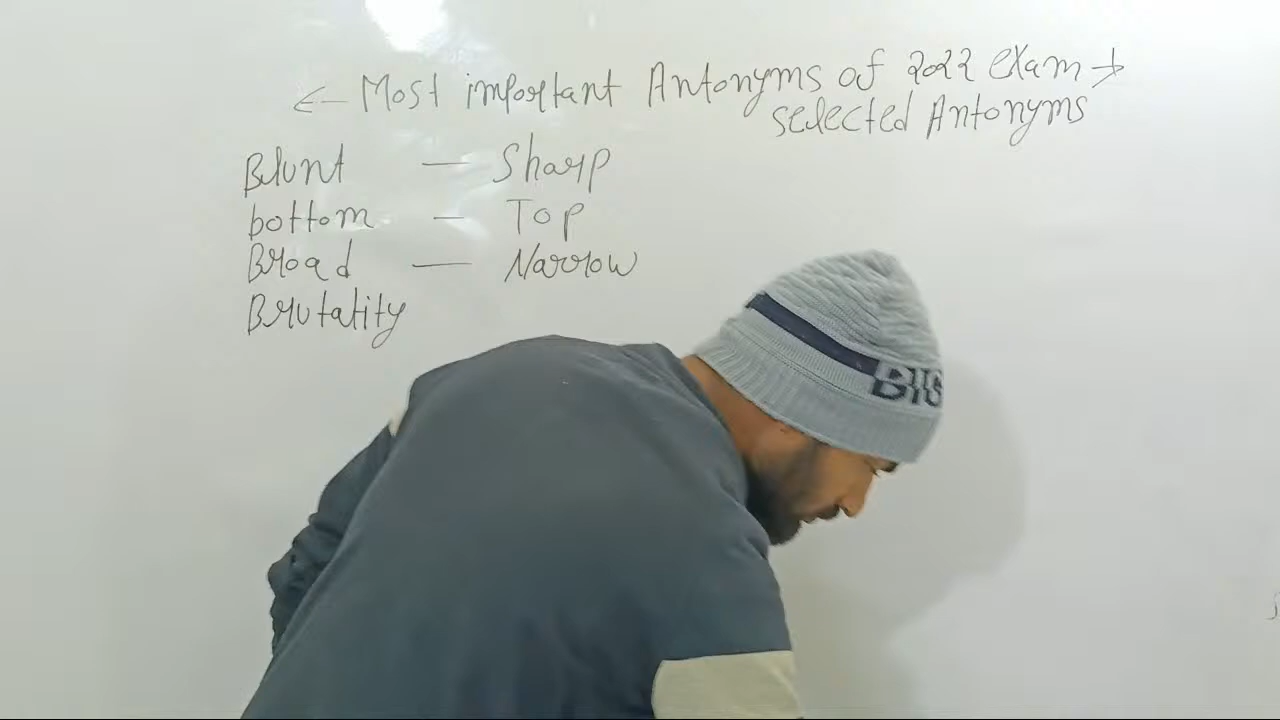 ← Most important Antonyms of 2022 exam →
selected Antonyms
Blunt — Sharp
bottom — Top
Broad — Narrow
Brutality
BIG